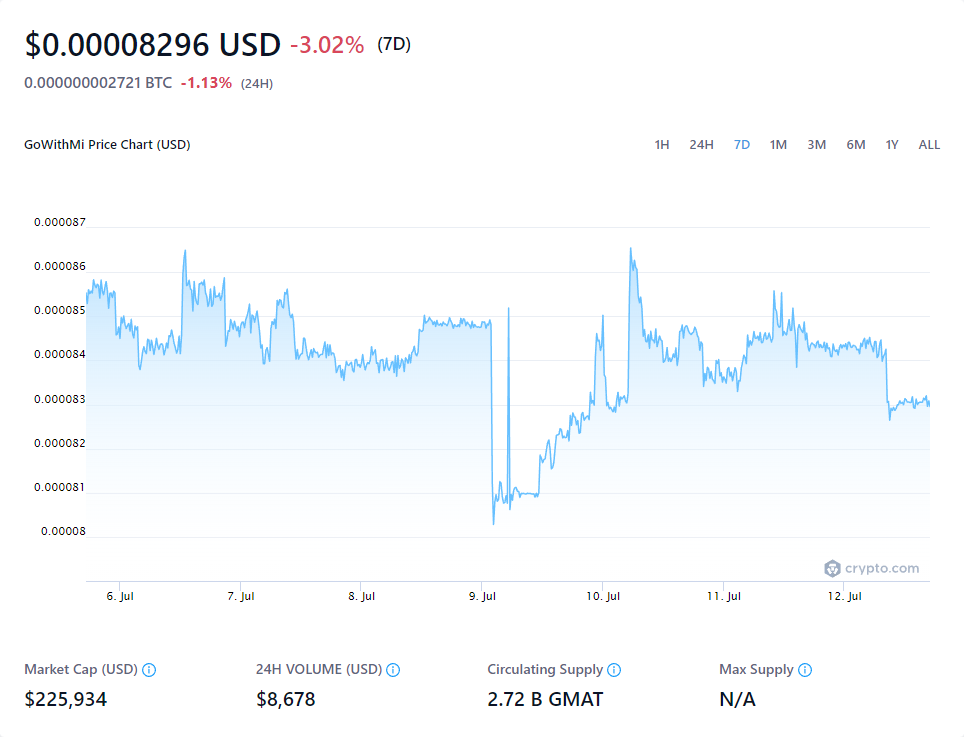 $0.00008296 USD -3.02% (7D)
0.000000002721 BTC -1.13% (24H)
GoWithMi Price Chart (USD)
1H 24H 7D 1M 3M 6M 1Y ALL
0.000087
0.000086
0.000085
0.000084
0.000083
0.000082
0.000081
0.00008
crypto.com
6. Jul 7. Jul 8. Jul 9. Jul 10. Jul 11. Jul 12. Jul
Market Cap (USD) 24H VOLUME (USD) Circulating Supply Max Supply
$225,934 $8,678 2.72 B GMAT N/A